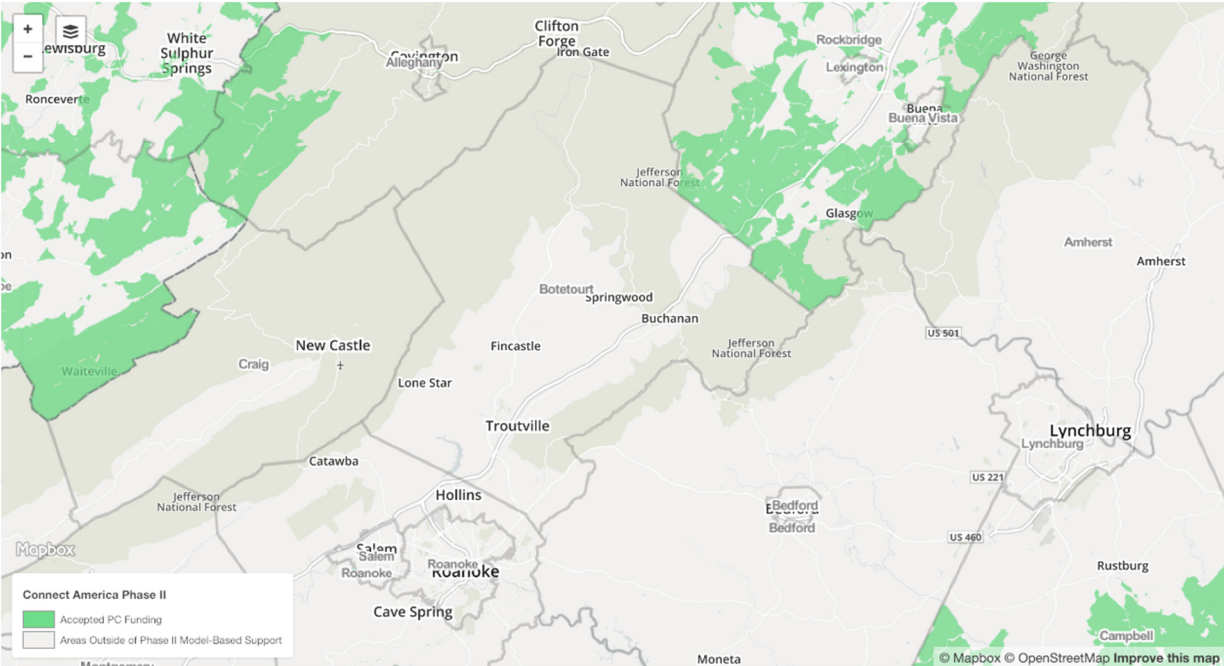 +
−
Lewisburg
White
Sulphur
Springs
Ronceverte
Covington
Alleghany
Clifton
Forge
Iron Gate
Rockbridge
Lexington
George
Washington
National Forest
Buena
Buena Vista
Jefferson
National Forest
Glasgow
Amherst
Amherst
on
Botetourt
Springwood
Buchanan
US 501
New Castle
Fincastle
Jefferson
National Forest
Waiteville
Craig
Lone Star
Troutville
Lynchburg
Lynchburg
Catawba
US 221
Hollins
Jefferson
National Forest
Bedford
Bedford
Bedford
US 460
Mapbox
Salem
Salem
Roanoke
Roanoke
Roanoke
Rustburg
Cave Spring
Connect America Phase II
Accepted PC Funding
Areas Outside of Phase II Model-Based Support
Campbell
Montgomery
Moneta
© Mapbox © OpenStreetMap Improve this map